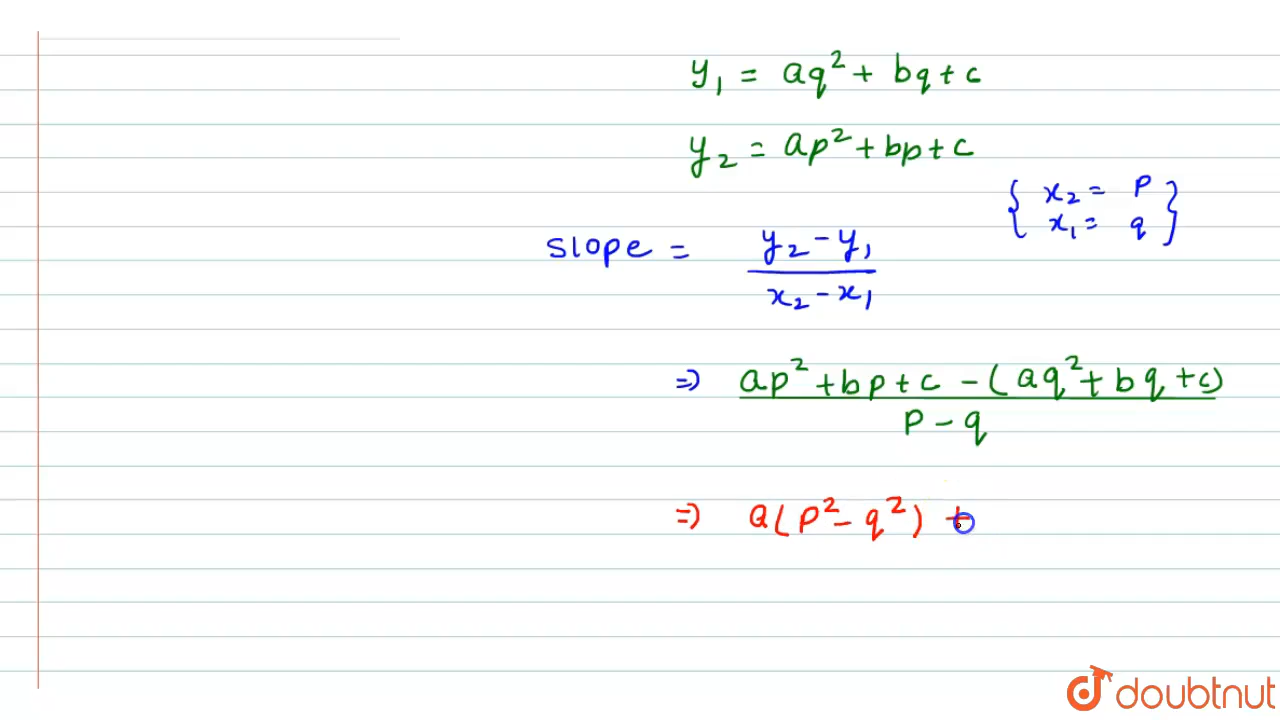 y₁ = aq² + bq + c
y₂ = ap² + bp + c
{ x₂ = p
x₁ = q }
slope = y₂ - y₁
x₂ - x₁
⇒ ap² + bp + c - (aq² + bq + c)
p - q
⇒ a(p² - q²) +
doubtnut